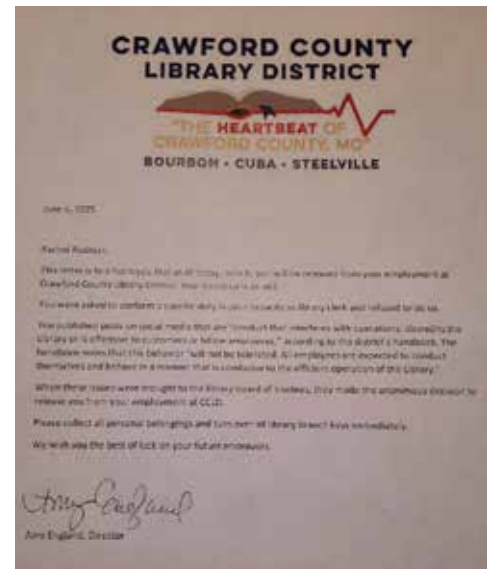 CRAWFORD COUNTY
LIBRARY DISTRICT
"THE HEARTBEAT OF
CRAWFORD COUNTY, MO"
BOURBON • CUBA • STEELVILLE
June 6, 2025
This letter is to that as of today, June 6, you will be released from your employment at
Crawford County Library District.
You were asked to perform a duty in your as library clerk and refused to do so.
You published posts on social media that are "conduct that interferes with operations, discredits the
Library or is offensive to customers or fellow employees," according to the district's handbook. The
handbook notes that this behavior "will not be tolerated. All employees are expected to conduct
themselves and behave in a manner that is conducive to the efficient operation of the Library."
When these issues were brought to the library board of trustees, they made the decision to
release you from your employment at CCLD.
Please collect all personal belongings and turn over all library branch keys immediately.
We wish you the best of luck on your future endeavors.
Amy England
Amy England, Director